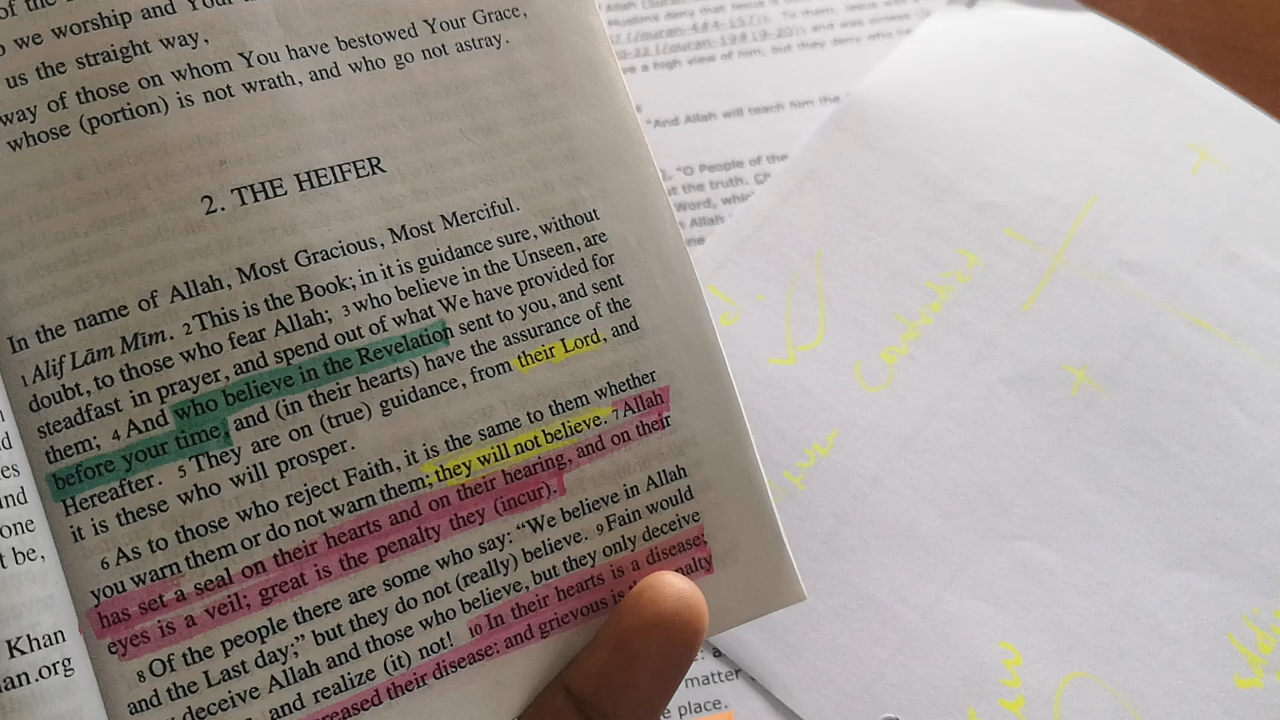 of the
we worship and Your
us the straight way,
way of those on whom You have bestowed Your Grace,
whose (portion) is not wrath, and who go not astray.
2. THE HEIFER
In the name of Allah, Most Gracious, Most Merciful.
1 Alif Lām Mīm. 2 This is the Book; in it is guidance sure, without
doubt, to those who fear Allah; 3 who believe in the Unseen, are
steadfast in prayer, and spend out of what We have provided for
them; 4 And who believe in the Revelation sent to you, and sent
before your time, and (in their hearts) have the assurance of the
Hereafter. 5 They are on (true) guidance, from their Lord, and
it is these who will prosper.
6 As to those who reject Faith, it is the same to them whether
you warn them or do not warn them; they will not believe. 7 Allah
has set a seal on their hearts and on their hearing, and on their
eyes is a veil; great is the penalty they (incur).
8 Of the people there are some who say: “We believe in Allah
and the Last day;” but they do not (really) believe. 9 Fain would
deceive Allah and those who believe, but they only deceive
and realize (it) not! 10 In their hearts is a disease;
creased their disease: and grievous is nalty
one
t be,
Khan
an.org
"And Allah will teach him the
"O People of the
t the truth.
Word,
Allah
matter
e place.